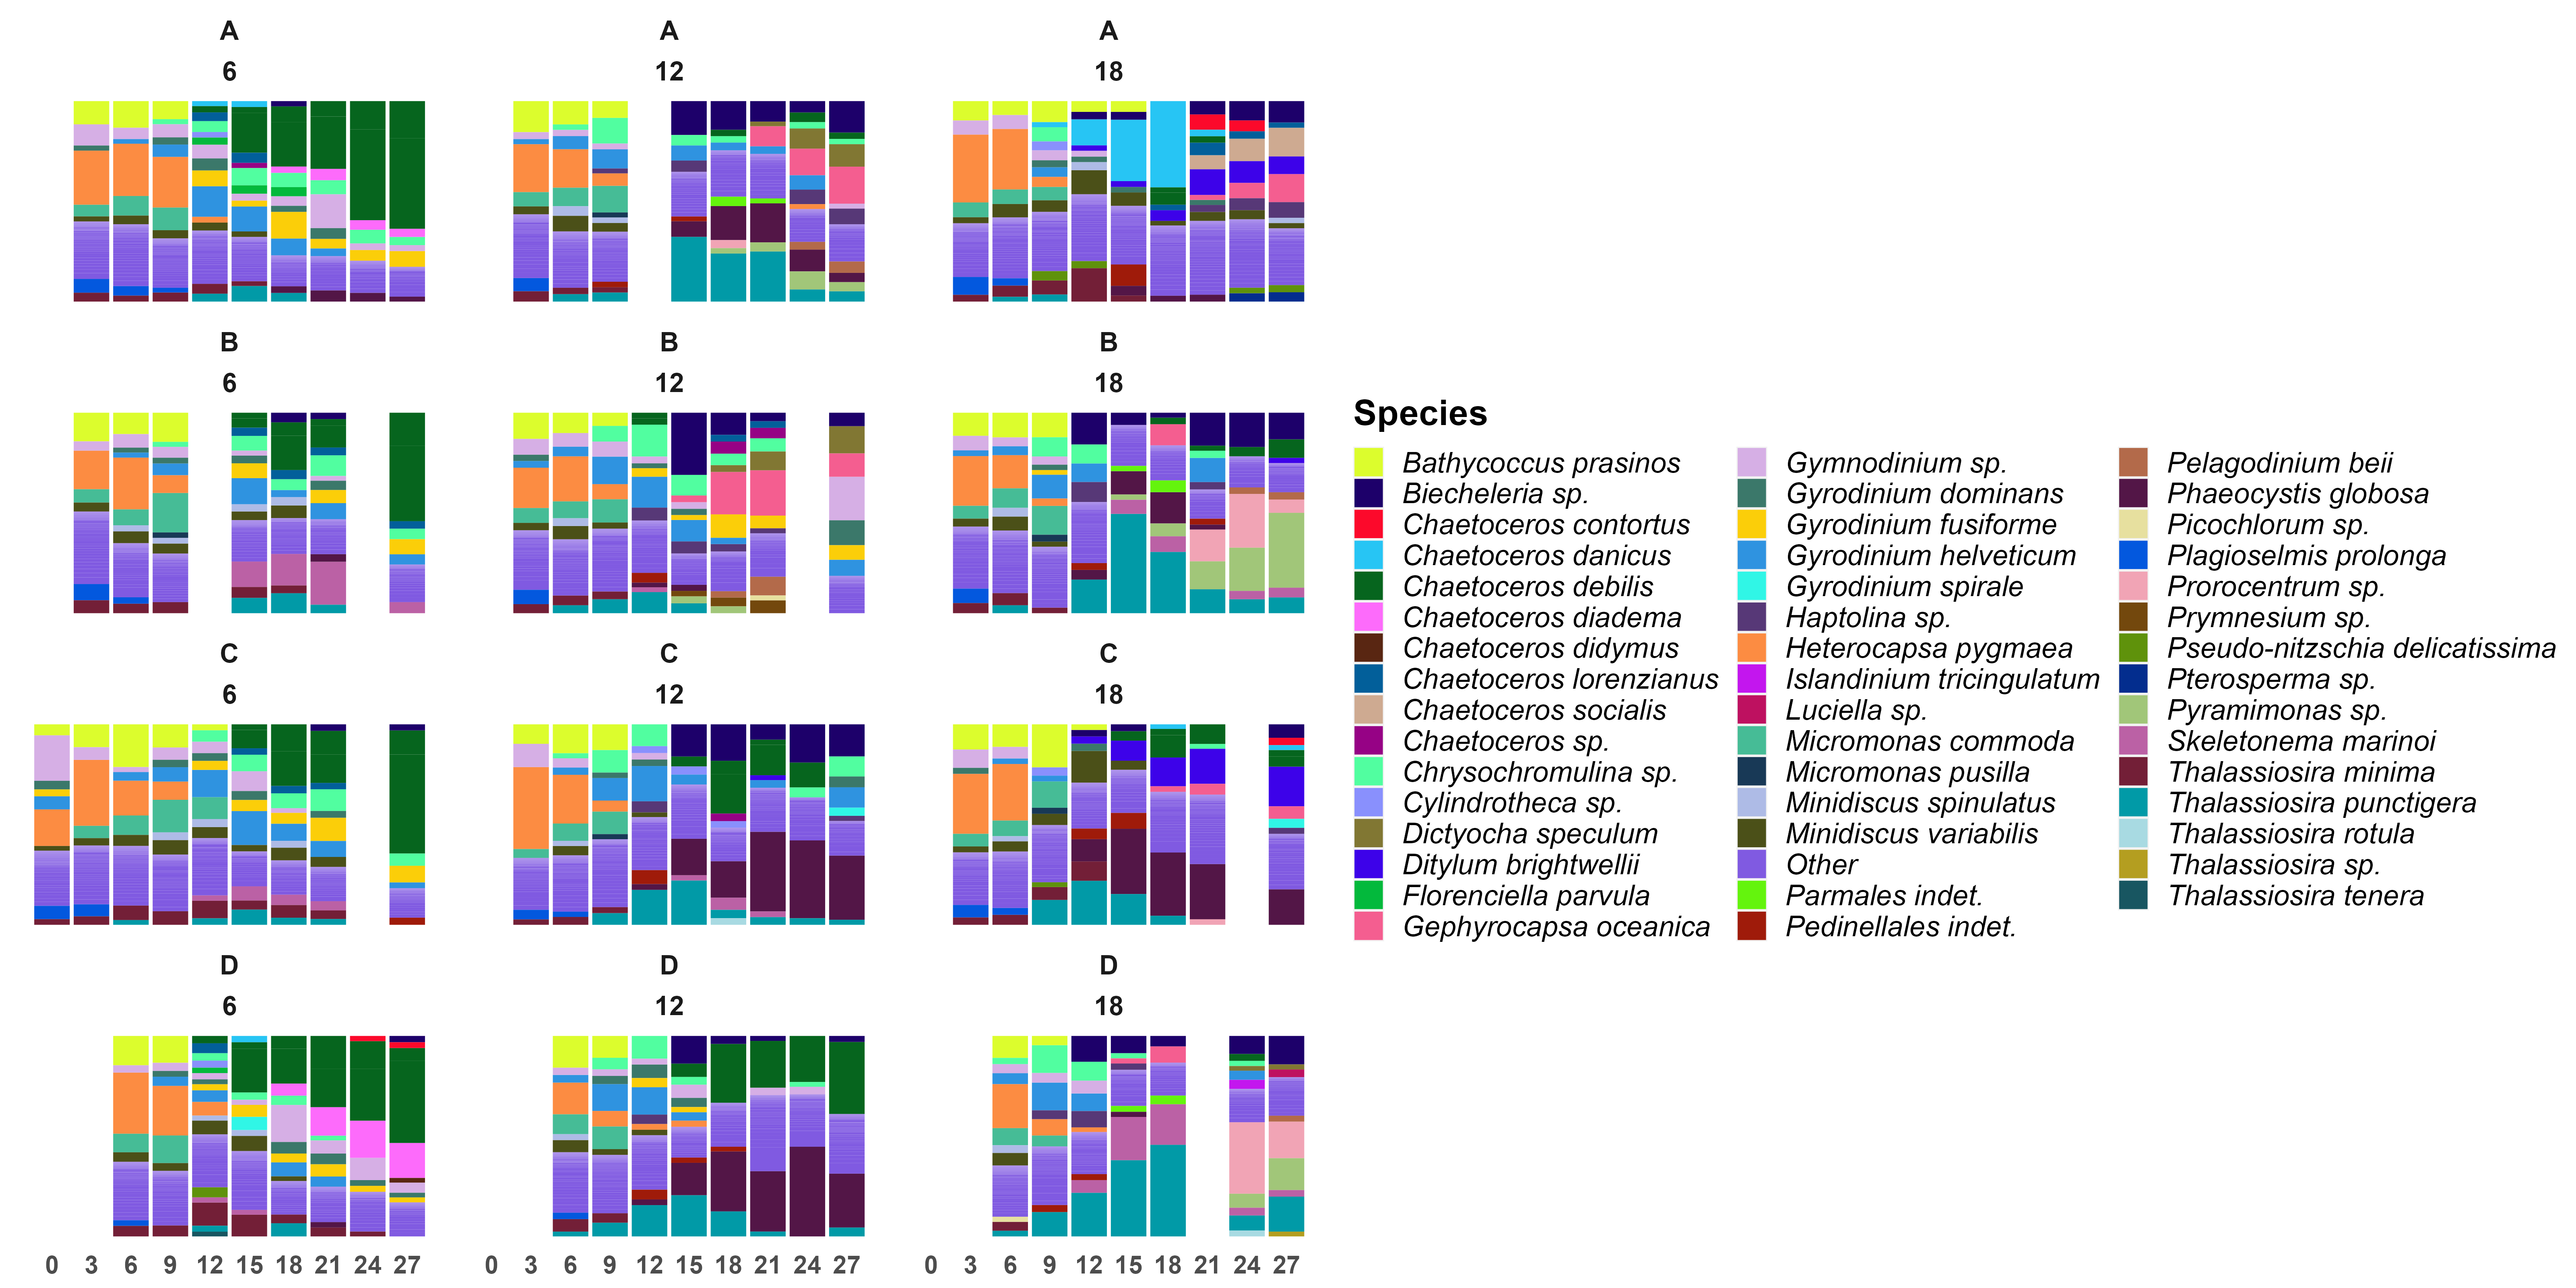 A
A
A
6
12
18
B
B
B
6
12
18
C
C
C
6
12
18
D
D
D
6
12
18
0 3 6 9 12 15 18 21 24 27
0 3 6 9 12 15 18 21 24 27
0 3 6 9 12 15 18 21 24 27
Species
Bathycoccus prasinos
Biecheleria sp.
Chaetoceros contortus
Chaetoceros danicus
Chaetoceros debilis
Chaetoceros diadema
Chaetoceros didymus
Chaetoceros lorenzianus
Chaetoceros socialis
Chaetoceros sp.
Chrysochromulina sp.
Cylindrotheca sp.
Dictyocha speculum
Ditylum brightwellii
Florenciella parvula
Gephyrocapsa oceanica
Gymnodinium sp.
Gyrodinium dominans
Gyrodinium fusiforme
Gyrodinium helveticum
Gyrodinium spirale
Haptolina sp.
Heterocapsa pygmaea
Islandinium tricingulatum
Luciella sp.
Micromonas commoda
Micromonas pusilla
Minidiscus spinulatus
Minidiscus variabilis
Other
Parmales indet.
Pedinellales indet.
Pelagodinium beii
Phaeocystis globosa
Picochlorum sp.
Plagioselmis prolonga
Prorocentrum sp.
Prymnesium sp.
Pseudo-nitzschia delicatissima
Pterosperma sp.
Pyramimonas sp.
Skeletonema marinoi
Thalassiosira minima
Thalassiosira punctigera
Thalassiosira rotula
Thalassiosira sp.
Thalassiosira tenera